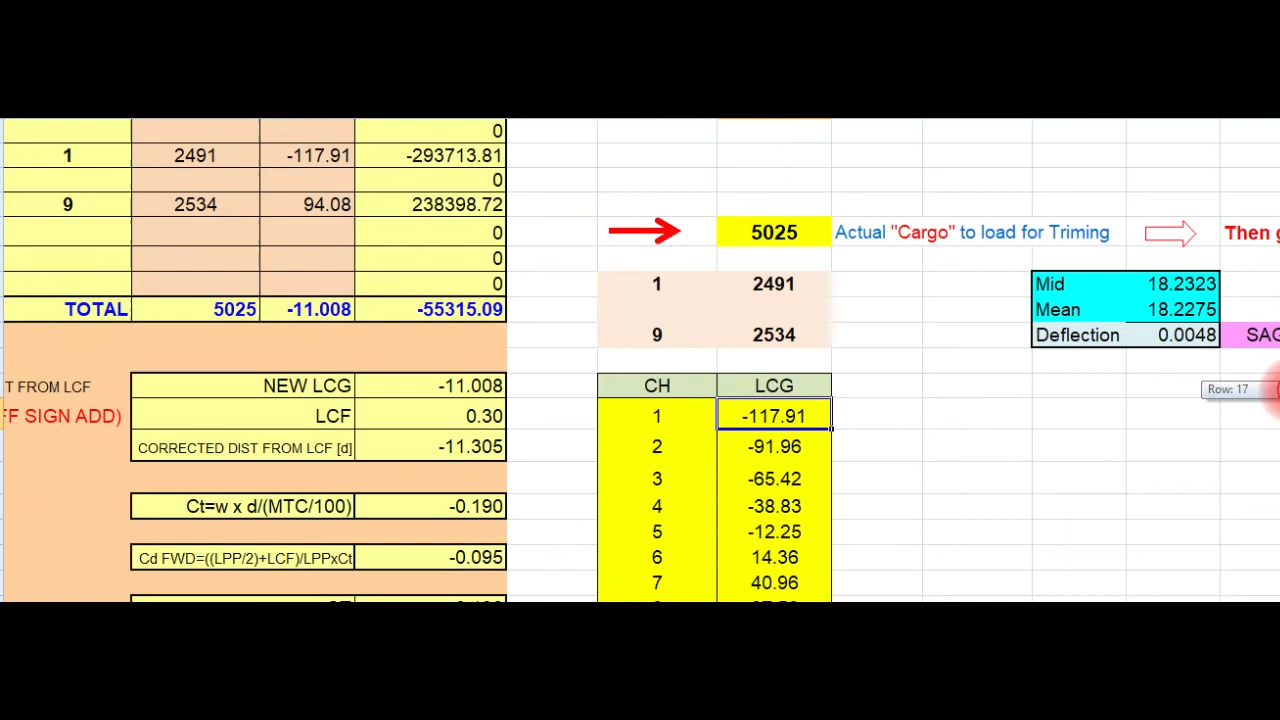 0
1 2491 -117.91 -293713.81
0
9 2534 94.08 238398.72
0
0
0
TOTAL 5025 -11.008 -55315.09
T FROM LCF NEW LCG -11.008
FF SIGN ADD) LCF 0.30
CORRECTED DIST FROM LCF [d] -11.305
Ct=w x d/(MTC/100) -0.190
Cd FWD=((LPP/2)+LCF)/LPPxCt -0.095
5025 Actual "Cargo" to load for Triming Then g
1 2491
9 2534
Mid 18.2323
Mean 18.2275
Deflection 0.0048 SAG
CH LCG
1 -117.91
2 -91.96
3 -65.42
4 -38.83
5 -12.25
6 14.36
7 40.96
Row: 17